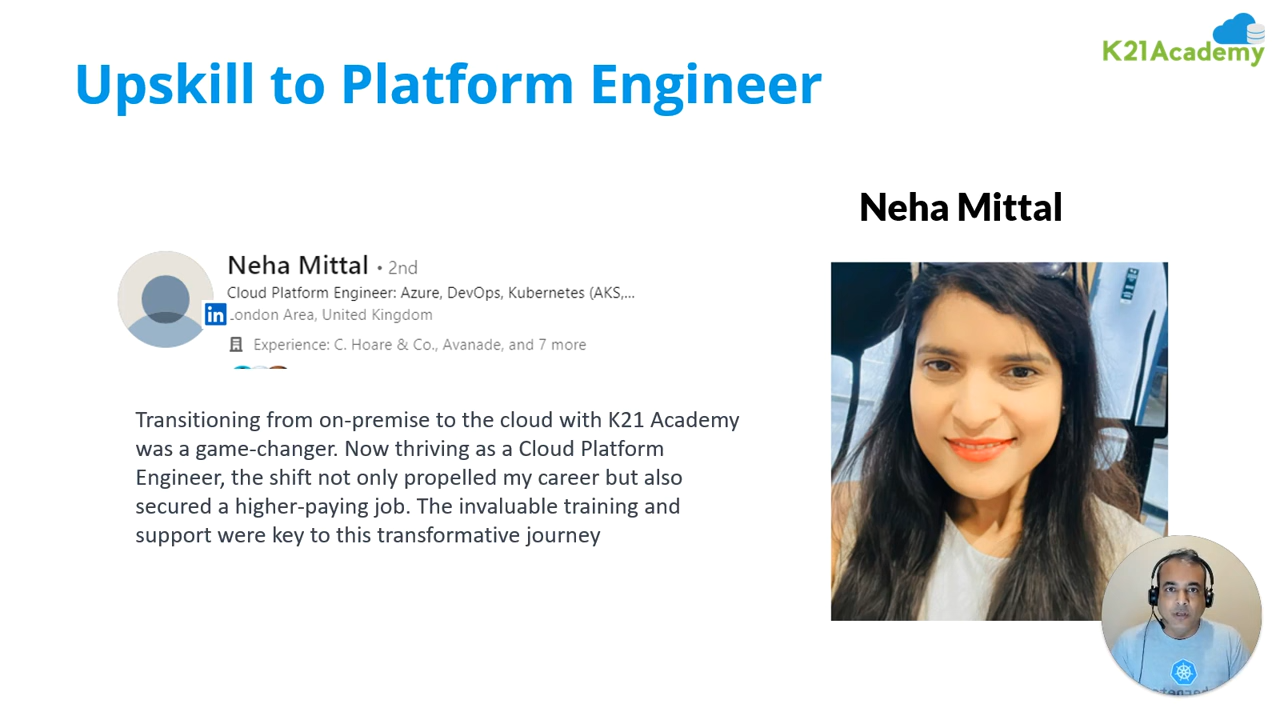 K21Academy
Upskill to Platform Engineer
Neha Mittal
Neha Mittal • 2nd
Cloud Platform Engineer: Azure, DevOps, Kubernetes (AKS,...
in
London Area, United Kingdom
Experience: C. Hoare & Co., Avanade, and 7 more
Transitioning from on-premise to the cloud with K21 Academy
was a game-changer. Now thriving as a Cloud Platform
Engineer, the shift not only propelled my career but also
secured a higher-paying job. The invaluable training and
support were key to this transformative journey